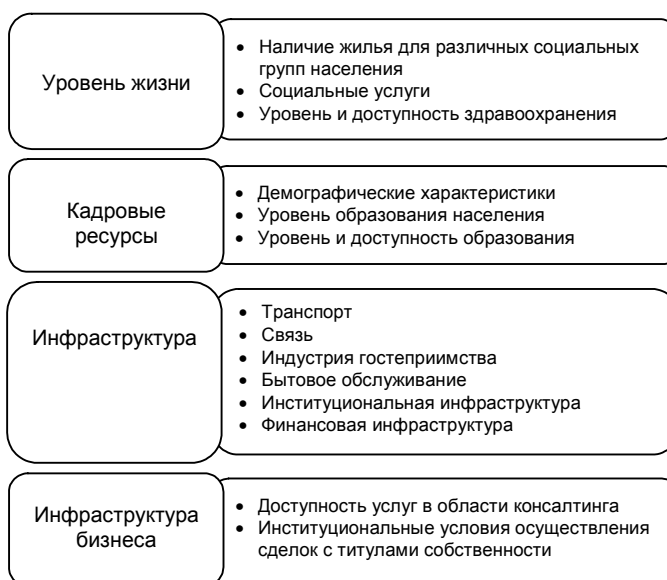 Уровень жизни
• Наличие жилья для различных социальных
групп населения
• Социальные услуги
• Уровень и доступность здравоохранения
Кадровые
ресурсы
• Демографические характеристики
• Уровень образования населения
• Уровень и доступность образования
Инфраструктура
• Транспорт
• Связь
• Индустрия гостеприимства
• Бытовое обслуживание
• Институциональная инфраструктура
• Финансовая инфраструктура
Инфраструктура
бизнеса
• Доступность услуг в области консалтинга
• Институциональные условия осуществления
сделок с титулами собственности